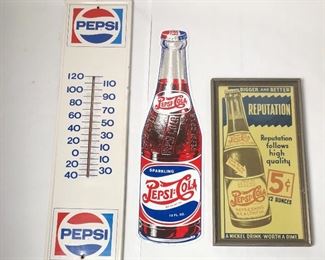 PEPSI
120 110
100 90
80 70
60 50
40 30
20 10
0 10
20 30
40
PEPSI
Pepsi-Cola
SPARKLING
Pepsi-Cola
12 FL. OZ.
BIGGER AND BETTER
REPUTATION
Reputation
follows
high
quality
5¢
12 OUNCES
Pepsi-Cola
A NICKEL DRINK-WORTH A DIME